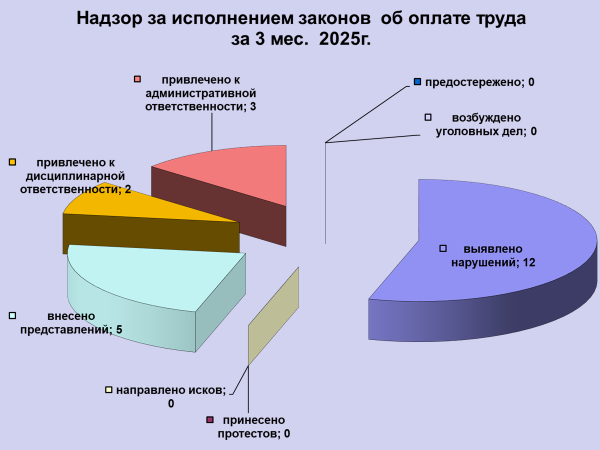 Надзор за исполнением законов  об оплате труда
за 3 мес.  2025г.
привлечено к
административной
ответственности; 3
предостережено; 0
возбуждено
уголовных дел; 0
привлечено к
дисциплинарной
ответственности; 2
выявлено
нарушений; 12
внесено
представлений; 5
направлено исков;
0
принесено
протестов; 0